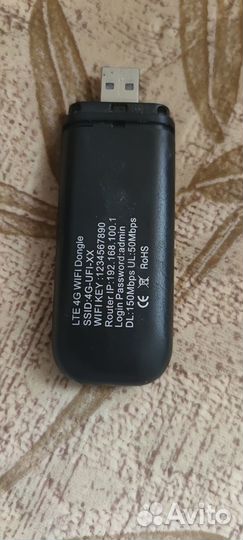 LTE 4G WIFI Dongle
SSID:4G-UFI-XX
WIFI KEY :1234567890
Router IP:192.168.100.1
Login Password:admin
DL:150Mbps UL:50Mbps
CE RoHS
Avito